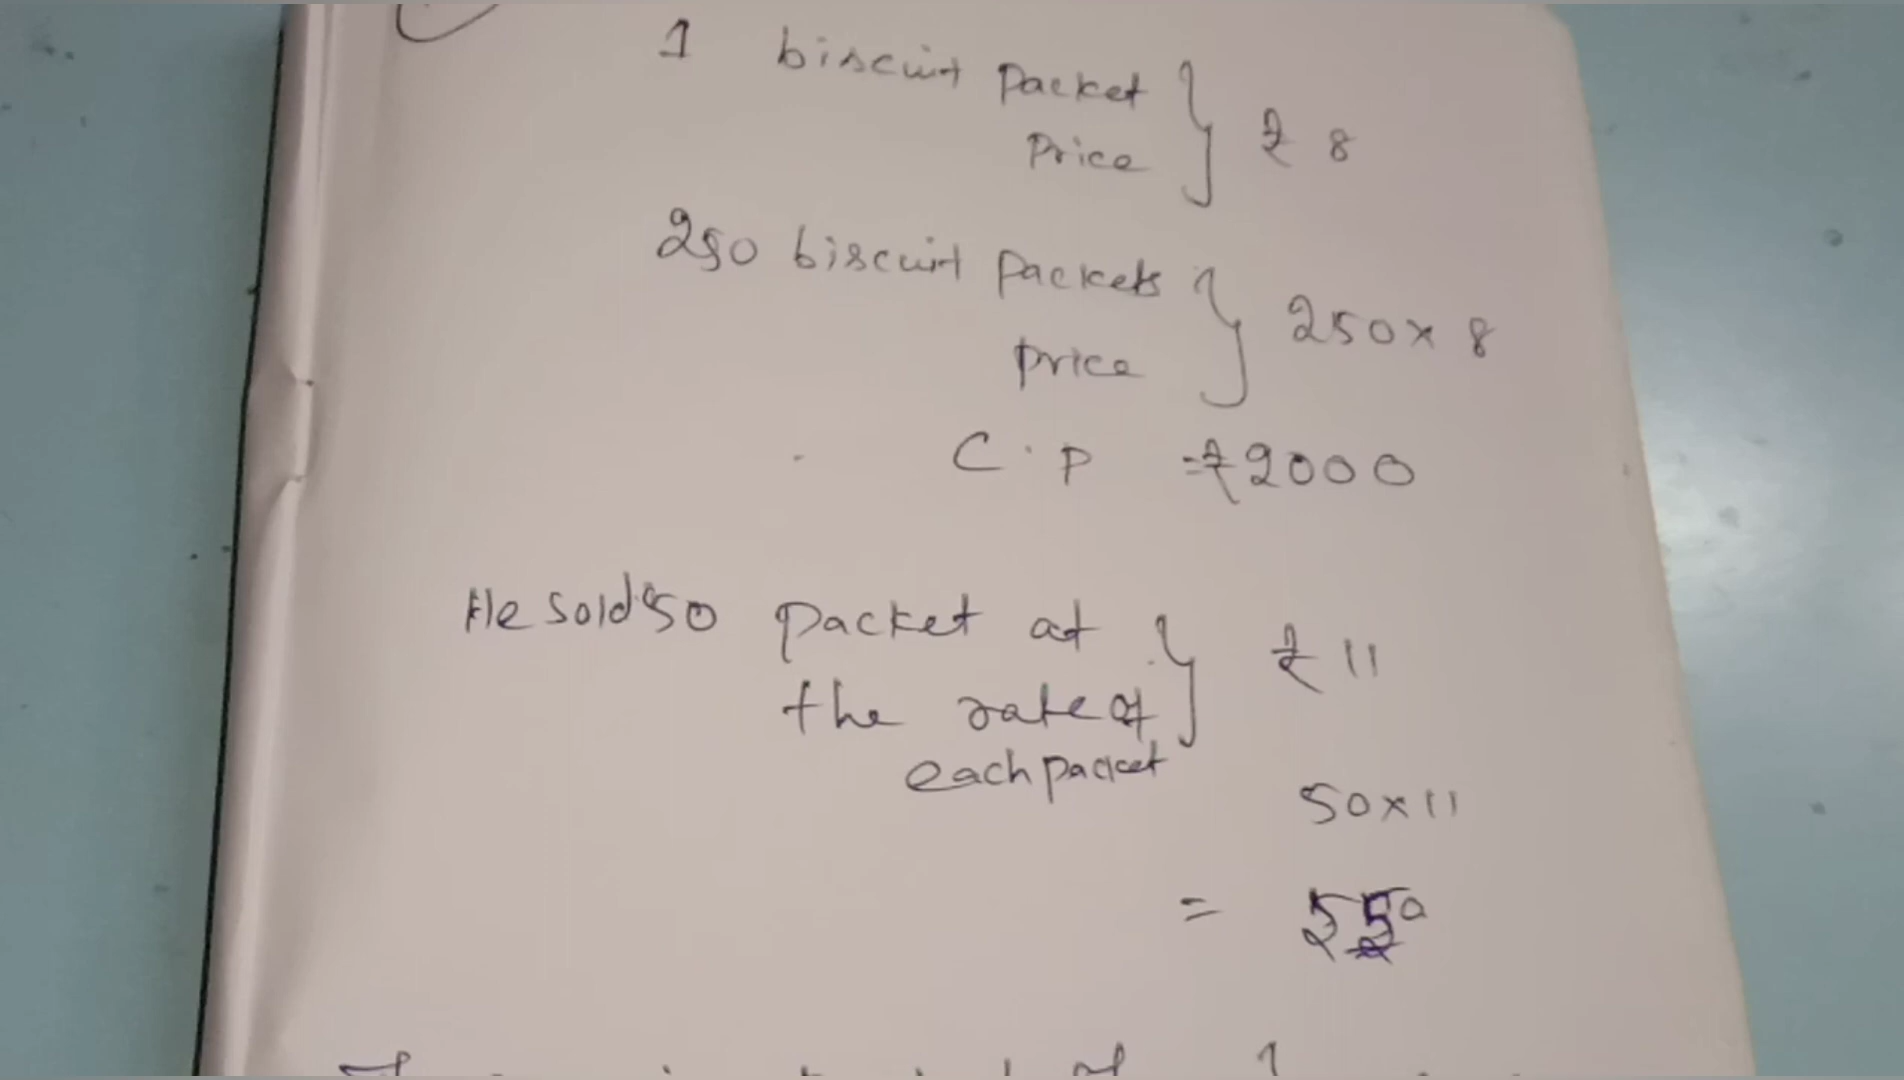 1 biscuit Packet
Price } ₹ 8
250 biscuit Packets
Price } 250 x 8
C.P = ₹2000
He sold 50 packet at
the rate of } ₹ 11
each packet
50 x 11
= 550